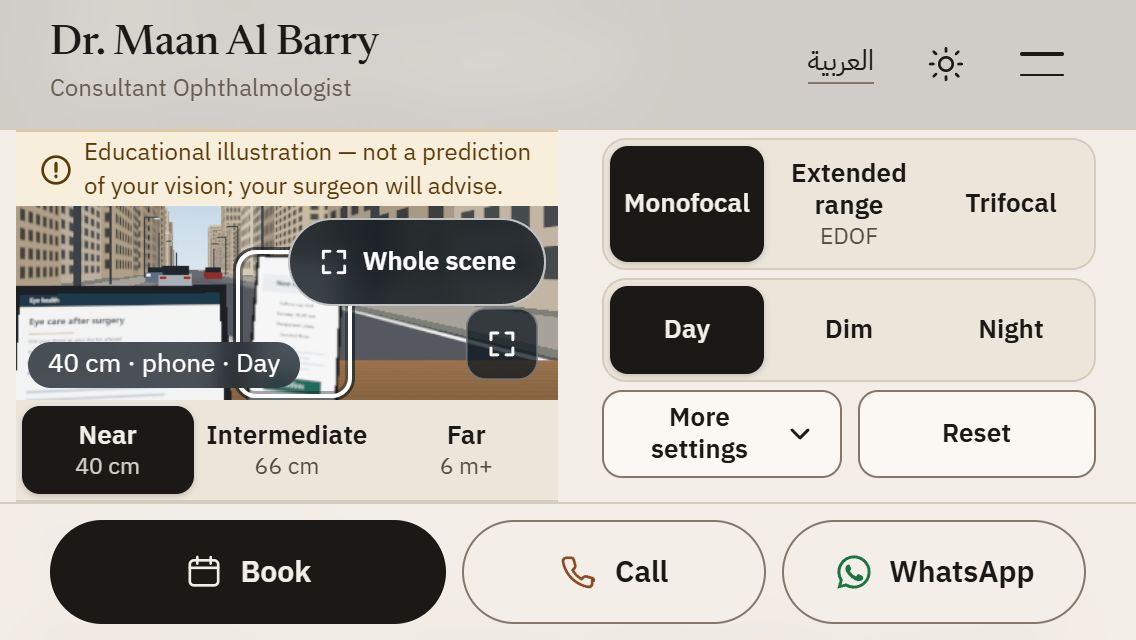 Dr. Maan Al Barry
Consultant Ophthalmologist
العربية
Educational illustration — not a prediction
of your vision; your surgeon will advise.
Whole scene
Eye health
Eye care after surgery
40 cm · phone · Day
Near
40 cm
Intermediate
66 cm
Far
6 m+
Monofocal
Extended
range
EDOF
Trifocal
Day
Dim
Night
More
settings
Reset
Book
Call
WhatsApp